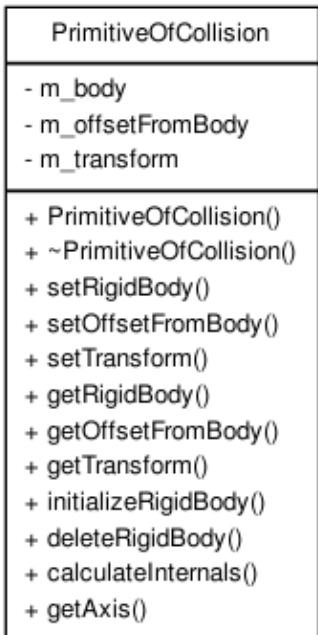 PrimitiveOfCollision
- m_body
- m_offsetFromBody
- m_transform
+ PrimitiveOfCollision()
+ ~PrimitiveOfCollision()
+ setRigidBody()
+ setOffsetFromBody()
+ setTransform()
+ getRigidBody()
+ getOffsetFromBody()
+ getTransform()
+ initializeRigidBody()
+ deleteRigidBody()
+ calculateInternals()
+ getAxis()